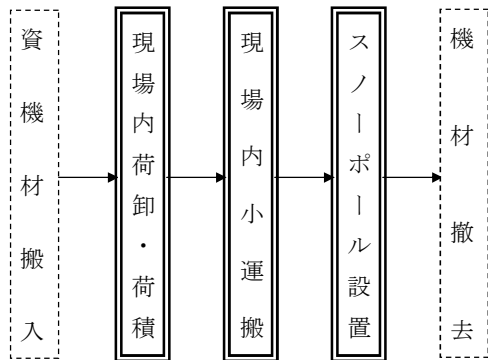 資機材搬入
現場内荷卸・荷積
現場内小運搬
スノーポール設置
機材撤去